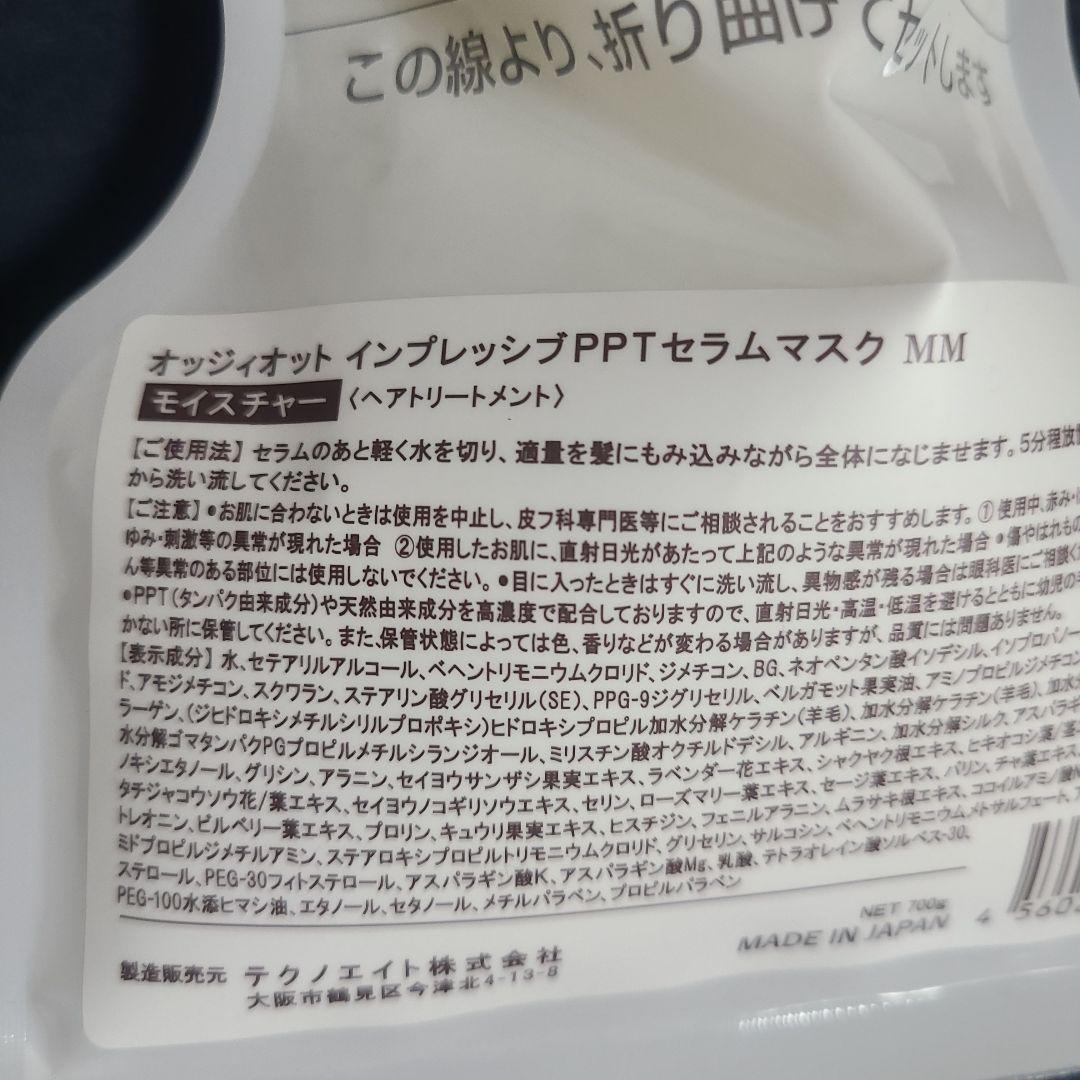 この線より、折り曲げてセットします
オッジィオット インプレッシブPPTセラムマスク MM
モイスチャー 〈ヘアトリートメント〉
【ご使用法】 セラムのあと軽く水を切り、適量を髪にもみ込みながら全体になじませます。5分程放置
から洗い流してください。
【ご注意】●お肌に合わないときは使用を中止し、皮フ科専門医等にご相談されることをおすすめします。①使用中、赤み・
ゆみ・刺激等の異常が現れた場合 ②使用したお肌に、直射日光があたって上記のような異常が現れた場合 ●傷やはれもの
ん等異常のある部位には使用しないでください。●目に入ったときはすぐに洗い流し、異物感が残る場合は眼科医にご相談く
●PPT(タンパク由来成分)や天然由来成分を高濃度で配合しておりますので、直射日光・高温・低温を避けるとともに幼児の
かない所に保管してください。また、保管状態によっては色、香りなどが変わる場合がありますが、品質には問題ありません。
【表示成分】水、セテアリルアルコール、ベヘントリモニウムクロリド、ジメチコン、BG、ネオペンタン酸イソデシル、イソプロパノー
ド、アモジメチコン、スクワラン、ステアリン酸グリセリル(SE)、PPG-9ジグリセリル、ベルガモット果実油、アミノプロピルジメチコン
ラーゲン、(ジヒドロキシメチルシリルプロポキシ)ヒドロキシプロピル加水分解ケラチン(羊毛)、加水分解ケラチン(羊毛)、加水
水分解ゴマタンパクPGプロピルメチルシランジオール、ミリスチン酸オクチルドデシル、アルギニン、加水分解シルク、アスパラギ
ノキシエタノール、グリシン、アラニン、セイヨウサンザシ果実エキス、ラベンダー花エキス、シャクヤク根エキス、ヒキオコシ葉/茎
タチジャコウソウ花/葉エキス、セイヨウノコギリソウエキス、セリン、ローズマリー葉エキス、セージ葉エキス、バリン、チャ葉エキス
トレオニン、ビルベリー葉エキス、プロリン、キュウリ果実エキス、ヒスチジン、フェニルアラニン、ムラサキ根エキス、ココイルアミノ酸
ミドプロピルジメチルアミン、ステアロキシプロピルトリモニウムクロリド、グリセリン、サルコシン、ベヘントリモニウムメトサルフェート、
ステロール、PEG-30フィトステロール、アスパラギン酸K、アスパラギン酸Mg、乳酸、テトラオレイン酸ソルベス-30、
PEG-100水添ヒマシ油、エタノール、セタノール、メチルパラベン、プロピルパラベン
NET 700g
MADE IN JAPAN
4 5603
製造販売元 テクノエイト株式会社
大阪市鶴見区今津北4-13-8